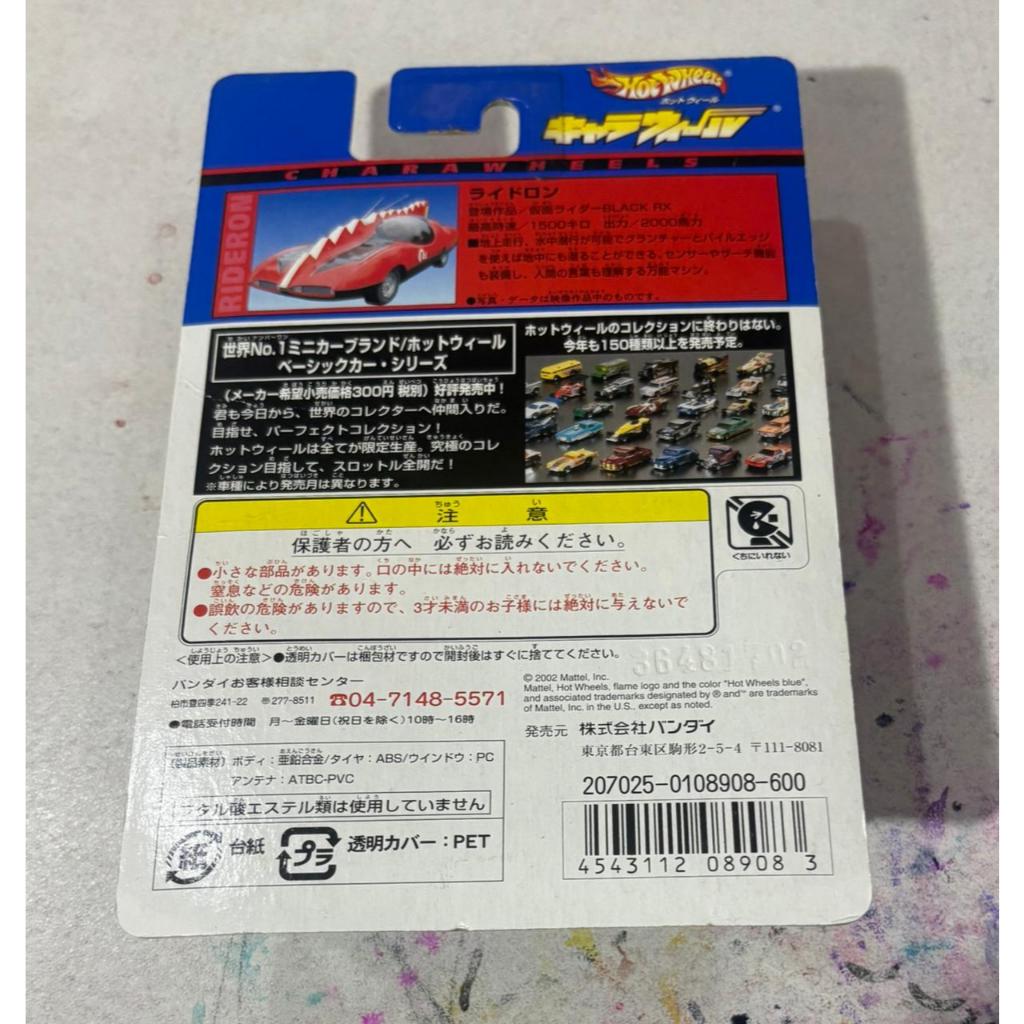 Hot Wheels
ホットウィール
キャラウィール
CHARAWHEELS
RIDERON
ライドロン
登場作品/仮面ライダーBLACK RX
最高時速/1500キロ 出力/2000馬力
■地上走行、水中潜行が可能でグランチャーとパイルエッジ
を使えば地中にも潜ることができる。センサーやサーチ機能
も装備し、人間の言葉も理解する万能マシン。
●写真・データは映像作品中のものです。
世界No.1ミニカーブランド/ホットウィール
ベーシックカー・シリーズ
(メーカー希望小売価格300円 税別) 好評発売中!
君も今日から、世界のコレクターへ仲間入りだ。
目指せ、パーフェクトコレクション!
ホットウィールは全てが限定生産。究極のコレ
クション目指して、スロットル全開だ!
※車種により発売月は異なります。
ホットウィールのコレクションに終わりはない。
今年も150種類以上を発売予定。
⚠ 注意
保護者の方へ 必ずお読みください。
●小さな部品があります。口の中には絶対に入れないでください。
窒息などの危険があります。
●誤飲の危険がありますので、3才未満のお子様には絶対に与えないで
ください。
くちにいれない
<使用上の注意>●透明カバーは梱包材ですので開封後はすぐに捨ててください。
バンダイお客様相談センター
柏市豊四季241-22 〒277-8511 ☎04-7148-5571
●電話受付時間 月～金曜日(祝日を除く)10時～16時
© 2002 Mattel, Inc.
Mattel, Hot Wheels, flame logo and the color "Hot Wheels blue",
and associated trademarks designated by ® and™ are trademarks
of Mattel, Inc. in the U.S., except as noted.
発売元 株式会社バンダイ
東京都台東区駒形2-5-4 〒111-8081
(製品素材) ボディ:亜鉛合金/タイヤ:ABS/ウインドウ:PC
アンテナ:ATBC-PVC
フタル酸エステル類は使用していません
台紙 プラ 透明カバー:PET
207025-0108908-600
4543112 08908 3